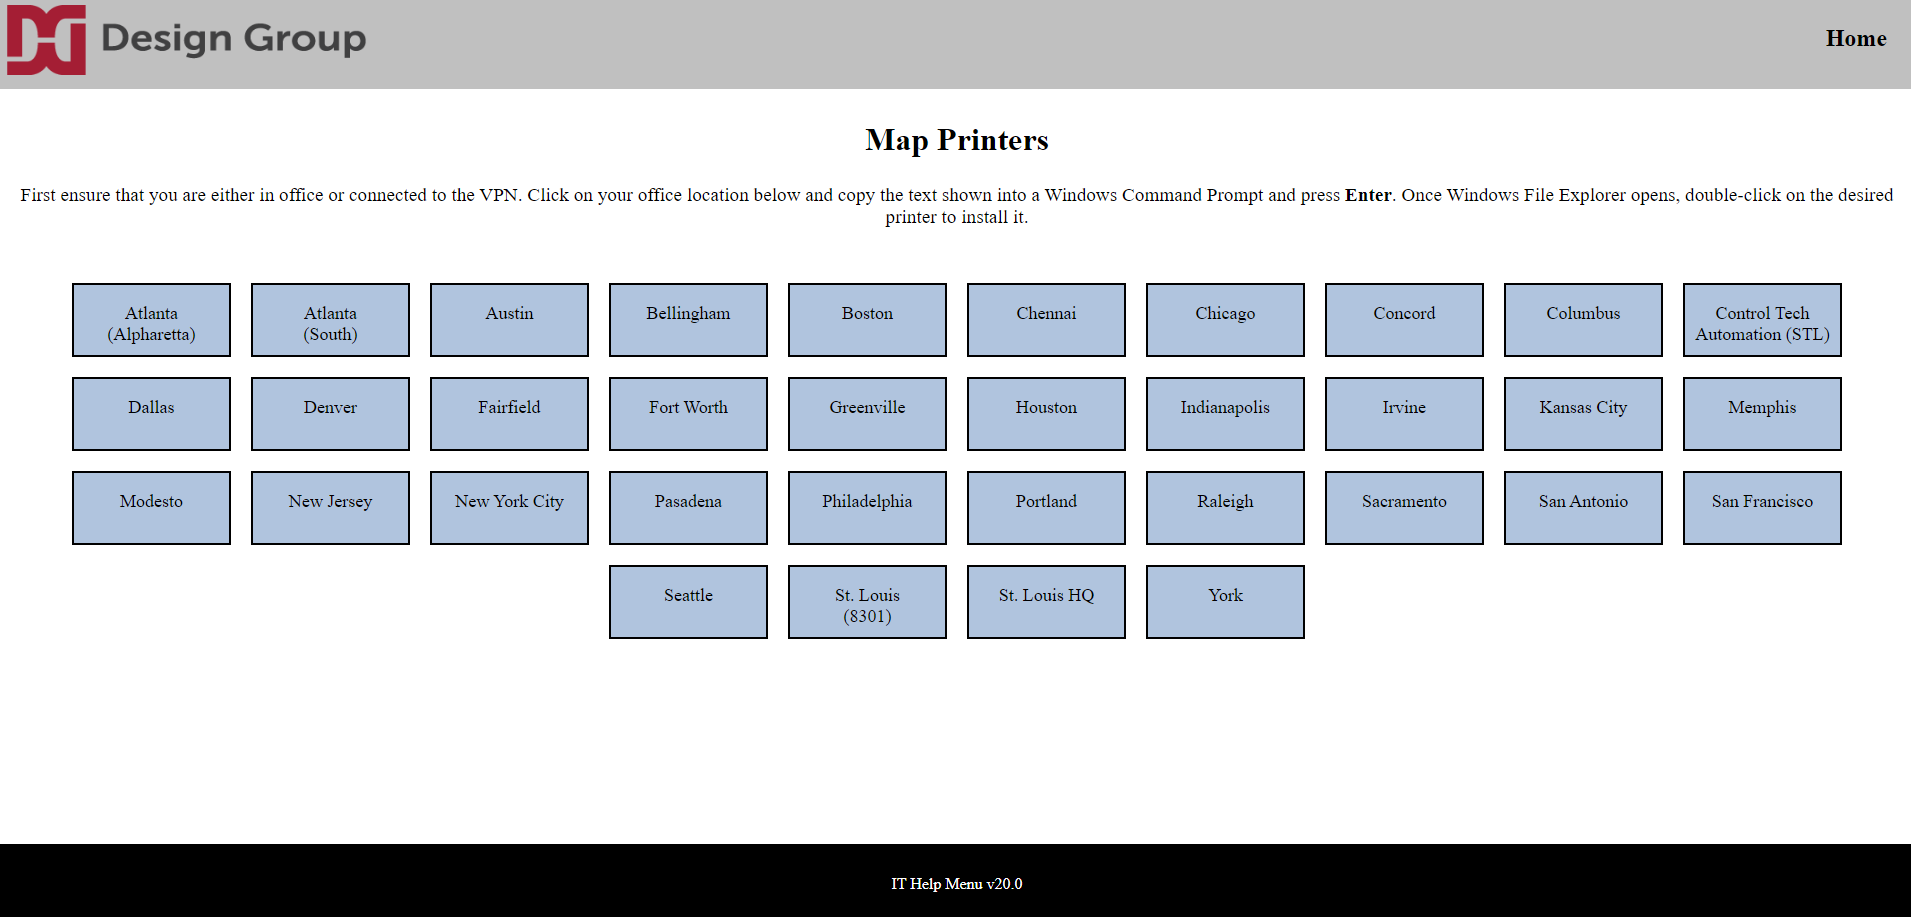 Design Group
Home
Map Printers
First ensure that you are either in office or connected to the VPN. Click on your office location below and copy the text shown into a Windows Command Prompt and press Enter. Once Windows File Explorer opens, double-click on the desired
printer to install it.
Atlanta
(Alpharetta)
Atlanta
(South)
Austin
Bellingham
Boston
Chennai
Chicago
Concord
Columbus
Control Tech
Automation (STL)
Dallas
Denver
Fairfield
Fort Worth
Greenville
Houston
Indianapolis
Irvine
Kansas City
Memphis
Modesto
New Jersey
New York City
Pasadena
Philadelphia
Portland
Raleigh
Sacramento
San Antonio
San Francisco
Seattle
St. Louis
(8301)
St. Louis HQ
York
IT Help Menu v20.0